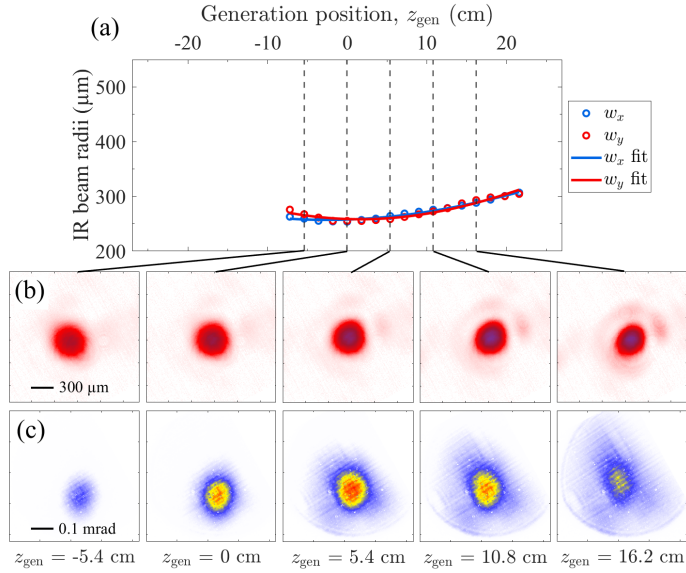 Generation position, z_gen (cm)
(a)
-20 -10 0 10 20
IR beam radii (μm)
500
400
300
200
w_x
w_y
w_x fit
w_y fit
(b)
300 μm
(c)
0.1 mrad
z_gen = -5.4 cm z_gen = 0 cm z_gen = 5.4 cm z_gen = 10.8 cm z_gen = 16.2 cm